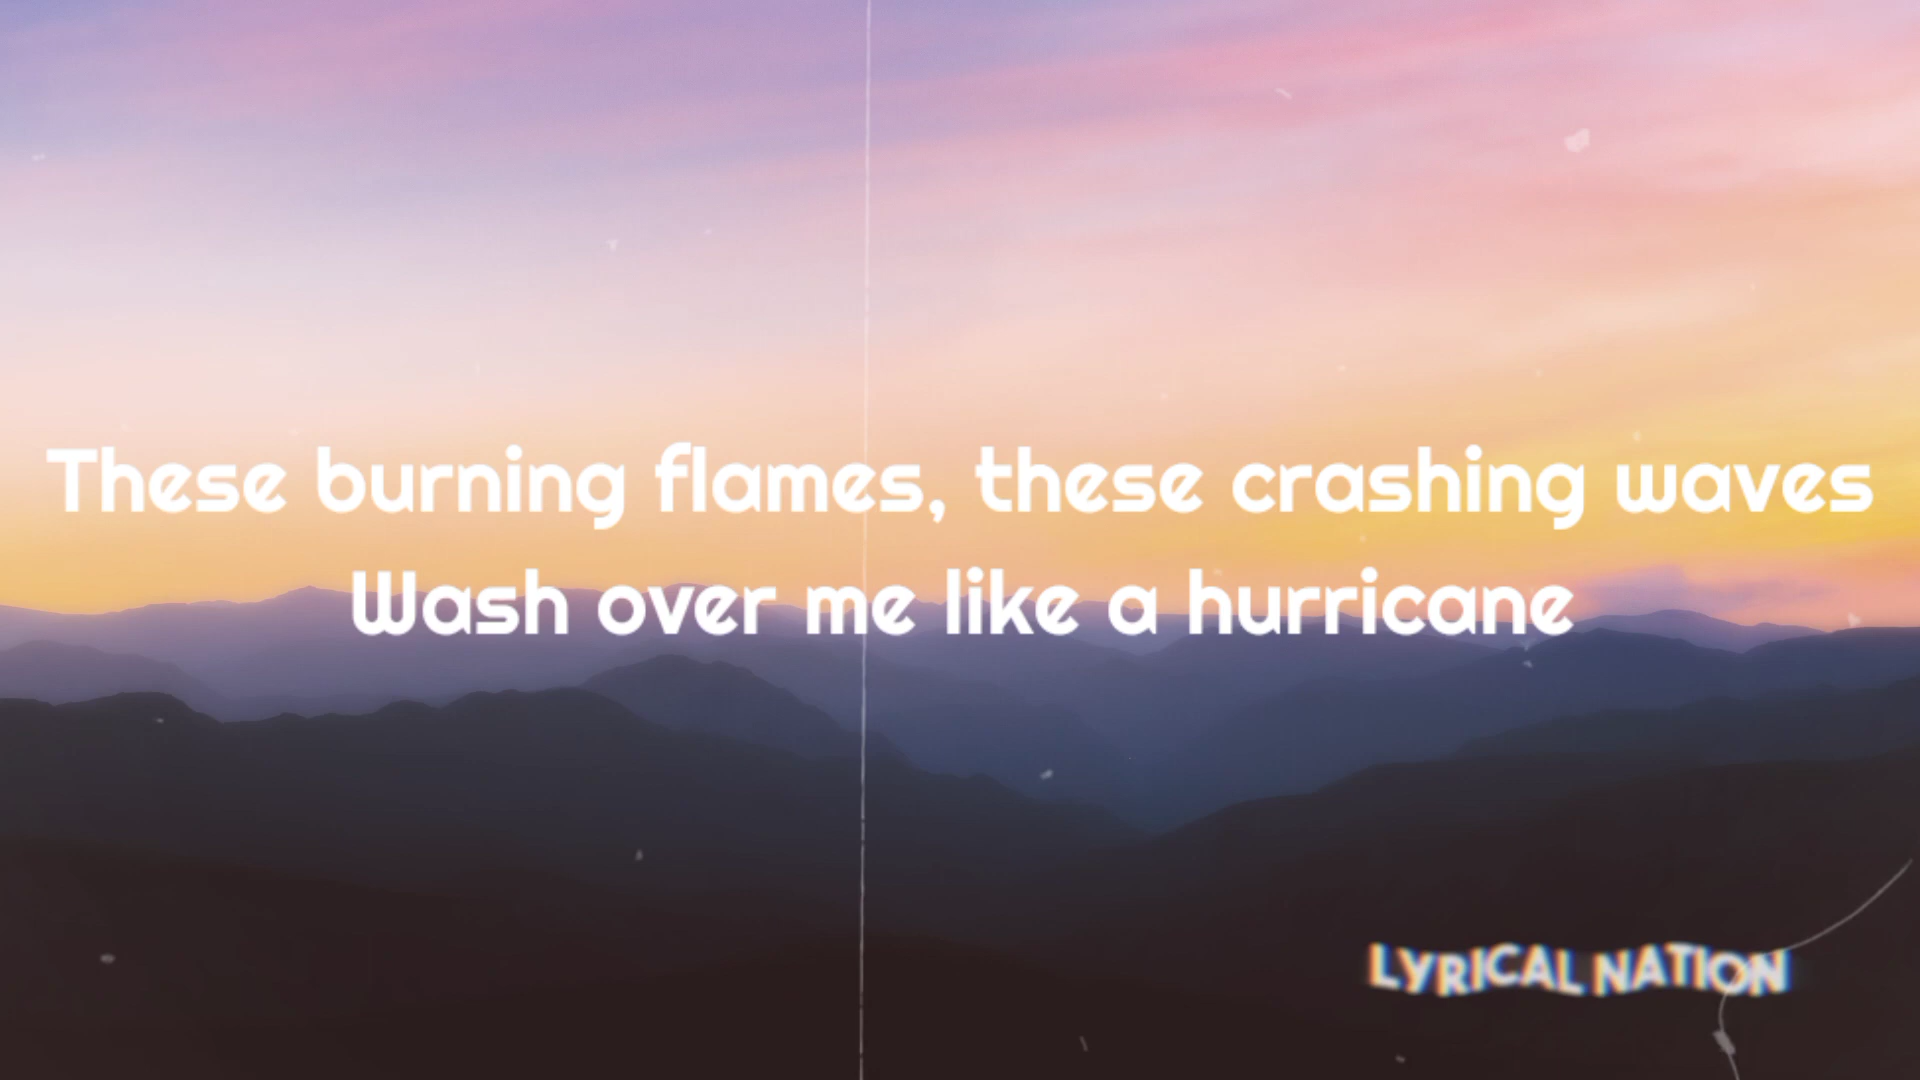 These burning flames, these crashing waves
Wash over me like a hurricane
LYRICAL NATION